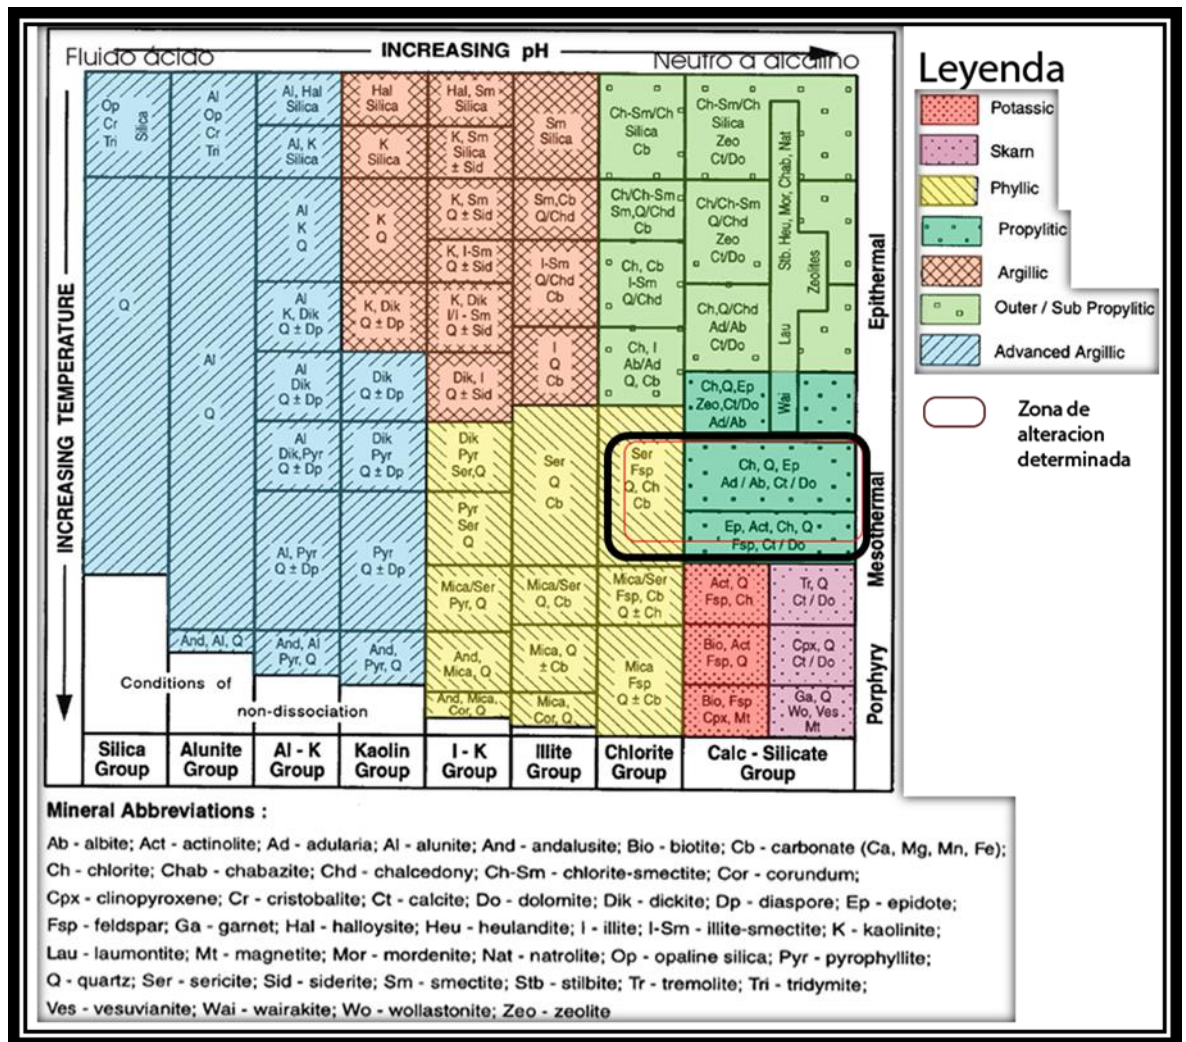 INCREASING pH
Fluido ácido
Neutro a alcalino
INCREASING TEMPERATURE
Op
Cr
Tri
Silica
Q
Al
Op
Cr
Tri
Al
Q
And, Al, Q
Al, Hal
Silica
Al, K
Silica
Al
K
Q
Al
K, Dik
Q ± Dp
Al
Dik
Q ± Dp
Al
Dik,Pyr
Q ± Dp
Al, Pyr
Q ± Dp
And, Al
Pyr, Q
Hal
Silica
K
Silica
K
Q
K, Dik
Q ± Dp
Dik
Q ± Dp
Dik
Pyr
Q ± Dp
Pyr
Q ± Dp
And,
Pyr, Q
Hal, Sm
Silica
K, Sm
Silica
± Sid
K, Sm
Q ± Sid
K, I-Sm
Q ± Sid
K, Dik
I/I - Sm
Q ± Sid
Dik, I
Q ± Sid
Dik
Pyr
Ser,Q
Pyr
Ser
Q
Mica/Ser
Pyr, Q
And,
Mica, Q
And, Mica,
Cor, Q
Sm
Silica
Sm,Cb
Q/Chd
I-Sm
Q/Chd
Cb
I
Q
Cb
Ser
Q
Cb
Mica/Ser
Q, Cb
Mica, Q
± Cb
Mica,
Cor, Q
Ch-Sm/Ch
Silica
Cb
Ch/Ch-Sm
Sm,Q/Chd
Cb
Ch, Cb
I-Sm
Q/Chd
Ch, I
Ab/Ad
Q, Cb
Ser
Fsp
Q, Ch
Cb
Mica/Ser
Fsp, Cb
Q ± Ch
Mica
Fsp
Q ± Cb
Ch-Sm/Ch
Silica
Zeo
Ct/Do
Ch/Ch-Sm
Q/Chd
Zeo
Ct/Do
Ch,Q/Chd
Ad/Ab
Ct/Do
Ch,Q,Ep
Zeo,Ct/Do
Ad/Ab
Stb. Heu, Mor, Chab, Nat
Lau
Wai
Zeolites
Ch, Q, Ep
Ad / Ab, Ct / Do
Ep, Act, Ch, Q
Fsp, Ct / Do
Act, Q
Fsp, Ch
Bio, Act
Fsp, Q
Bio, Fsp
Cpx, Mt
Tr, Q
Ct / Do
Cpx, Q
Ct / Do
Ga, Q
Wo, Ves
Mt
Epithermal
Mesothermal
Porphyry
Conditions of
non-dissociation
Silica
Group
Alunite
Group
Al - K
Group
Kaolin
Group
I - K
Group
Illite
Group
Chlorite
Group
Calc - Silicate
Group
Leyenda
Potassic
Skarn
Phyllic
Propylitic
Argillic
Outer / Sub Propylitic
Advanced Argillic
Zona de
alteracion
determinada
Mineral Abbreviations :
Ab - albite; Act - actinolite; Ad - adularia; Al - alunite; And - andalusite; Bio - biotite; Cb - carbonate (Ca, Mg, Mn, Fe);
Ch - chlorite; Chab - chabazite; Chd - chalcedony; Ch-Sm - chlorite-smectite; Cor - corundum;
Cpx - clinopyroxene; Cr - cristobalite; Ct - calcite; Do - dolomite; Dik - dickite; Dp - diaspore; Ep - epidote;
Fsp - feldspar; Ga - garnet; Hal - halloysite; Heu - heulandite; I - illite; I-Sm - illite-smectite; K - kaolinite;
Lau - laumontite; Mt - magnetite; Mor - mordenite; Nat - natrolite; Op - opaline silica; Pyr - pyrophyllite;
Q - quartz; Ser - sericite; Sid - siderite; Sm - smectite; Stb - stilbite; Tr - tremolite; Tri - tridymite;
Ves - vesuvianite; Wai - wairakite; Wo - wollastonite; Zeo - zeolite